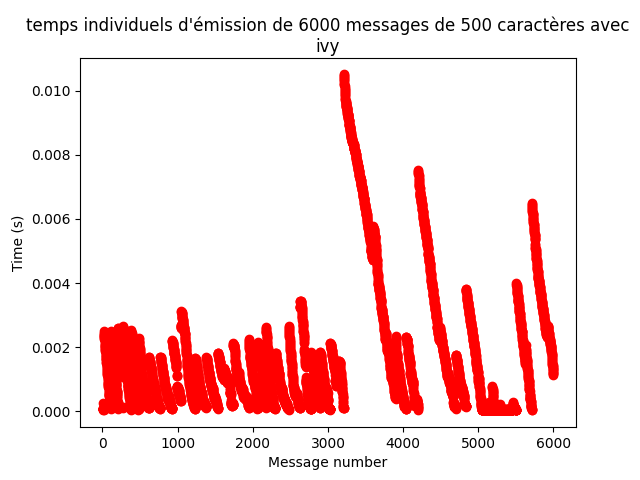 temps individuels d'émission de 6000 messages de 500 caractères avec
ivy
0.010
0.008
0.006
0.004
0.002
0.000
Time (s)
0 1000 2000 3000 4000 5000 6000
Message number